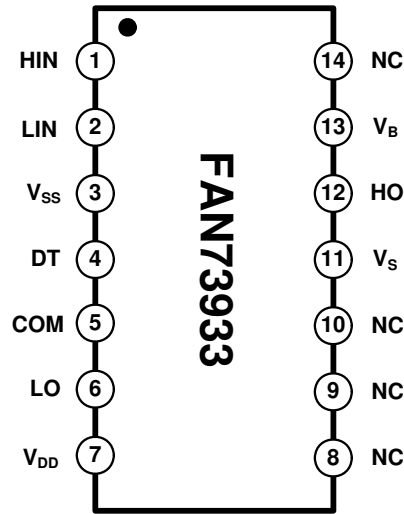 HIN 1 14 NC
LIN 2 13 VB
VSS 3 12 HO
DT 4 11 VS
COM 5 10 NC
LO 6 9 NC
VDD 7 8 NC
FAN73933